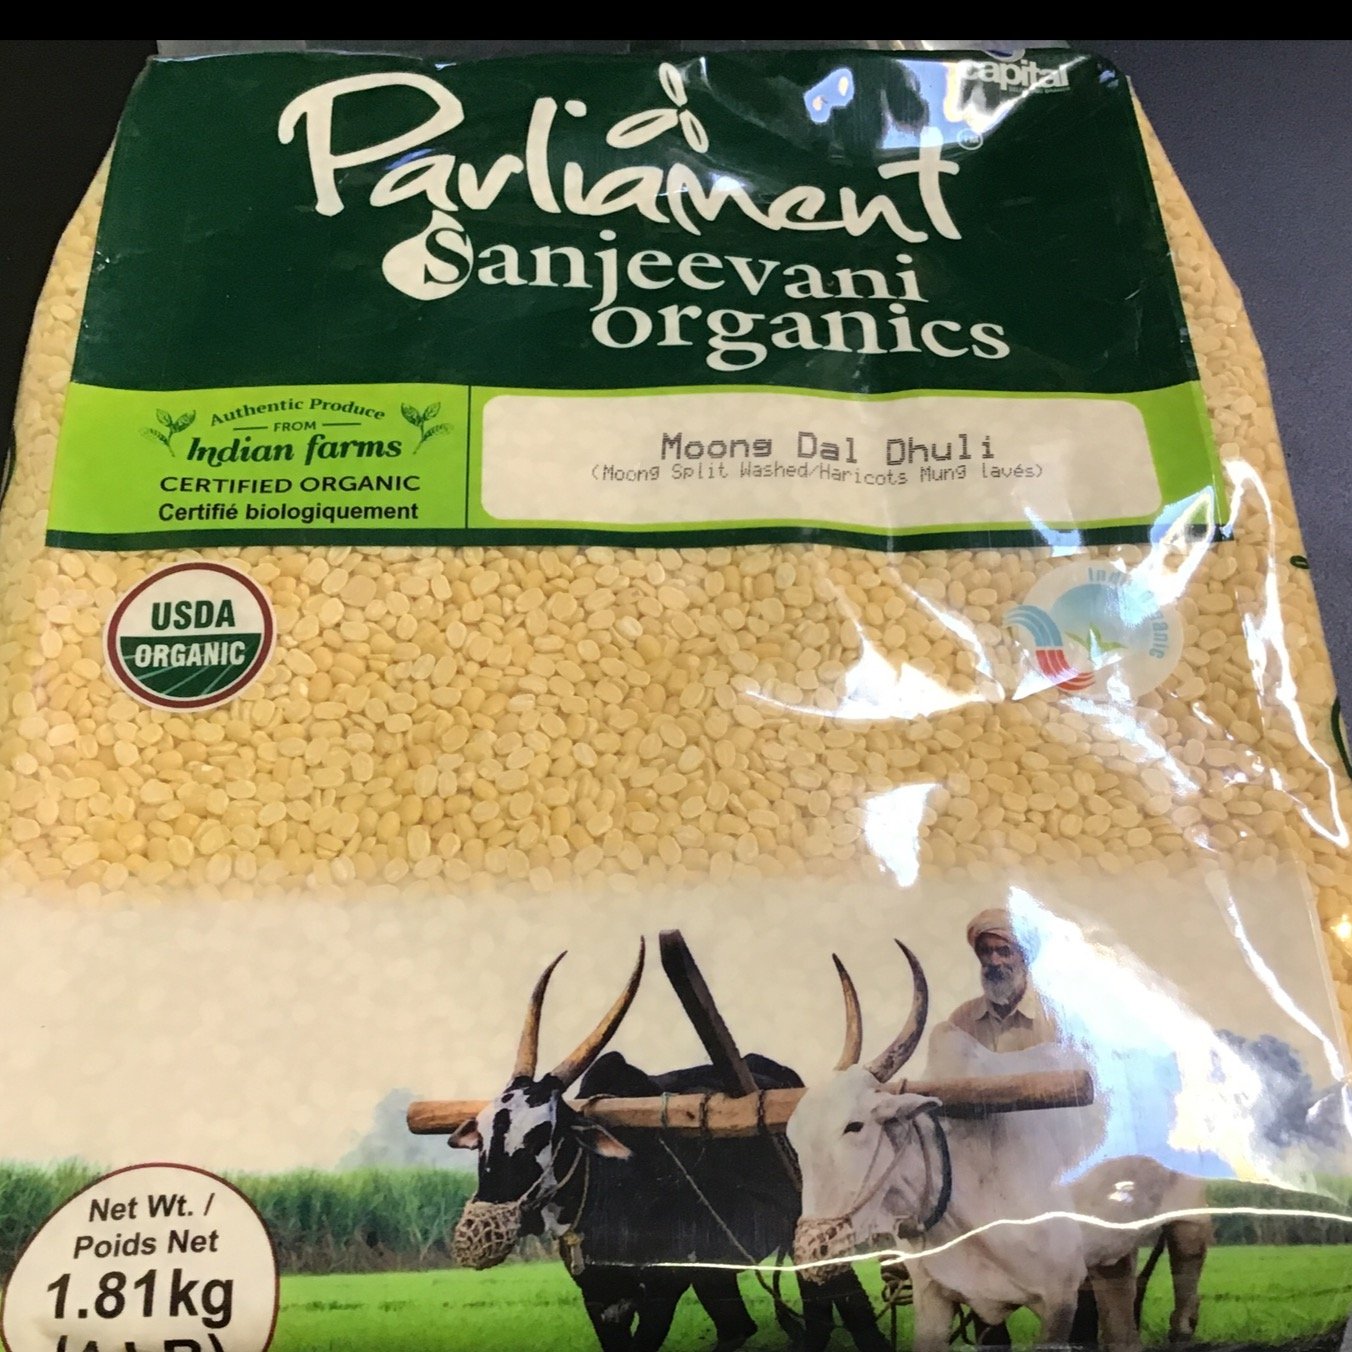 capital
Parliament
TM
Sanjeevani
organics
Authentic Produce
FROM
Indian farms
CERTIFIED ORGANIC
Certifié biologiquement
Moong Dal Dhuli
(Moong Split Washed/Haricots Mung lavés)
USDA
ORGANIC
Net Wt. /
Poids Net
1.81kg